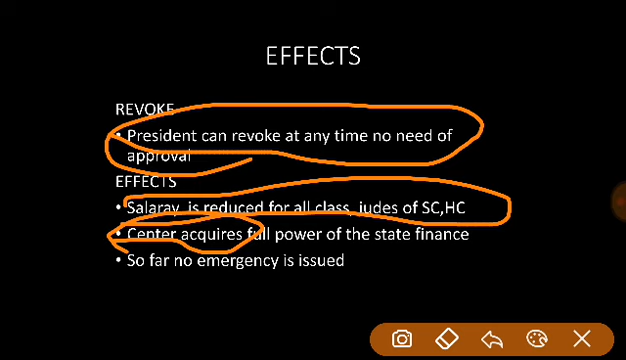 EFFECTS
REVOKE
• President can revoke at any time no need of
approval
EFFECTS
• Salaray is reduced for all class, judes of SC,HC
• Center acquires full power of the state finance
• So far no emergency is issued